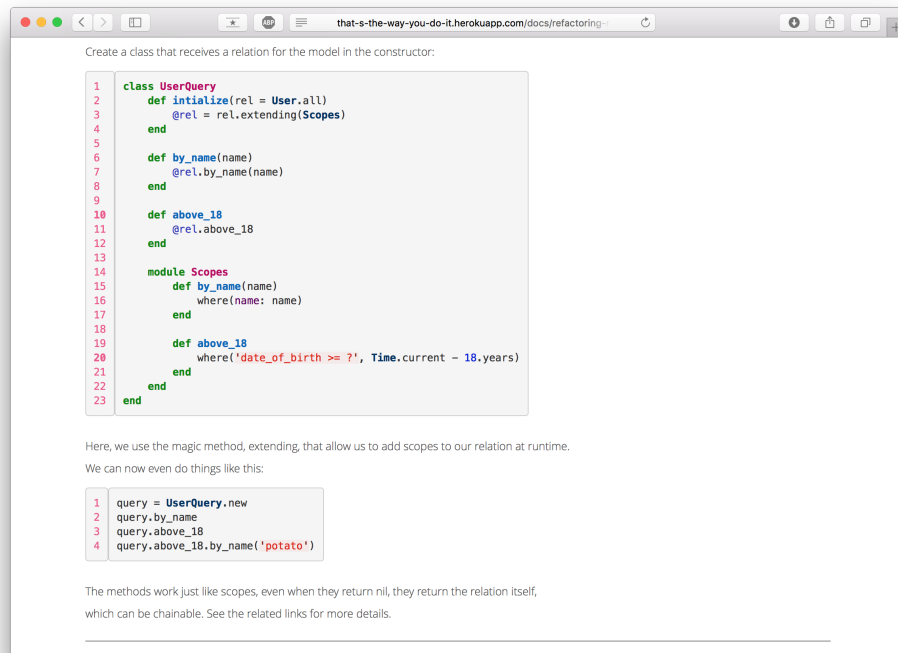 ABP
that-s-the-way-you-do-it.herokuapp.com/docs/refactoring-
Create a class that receives a relation for the model in the constructor:
1 class UserQuery
2 def intialize(rel = User.all)
3 @rel = rel.extending(Scopes)
4 end
5
6 def by_name(name)
7 @rel.by_name(name)
8 end
9
10 def above_18
11 @rel.above_18
12 end
13
14 module Scopes
15 def by_name(name)
16 where(name: name)
17 end
18
19 def above_18
20 where('date_of_birth >= ?', Time.current - 18.years)
21 end
22 end
23 end
Here, we use the magic method, extending, that allow us to add scopes to our relation at runtime.
We can now even do things like this:
1 query = UserQuery.new
2 query.by_name
3 query.above_18
4 query.above_18.by_name('potato')
The methods work just like scopes, even when they return nil, they return the relation itself,
which can be chainable. See the related links for more details.